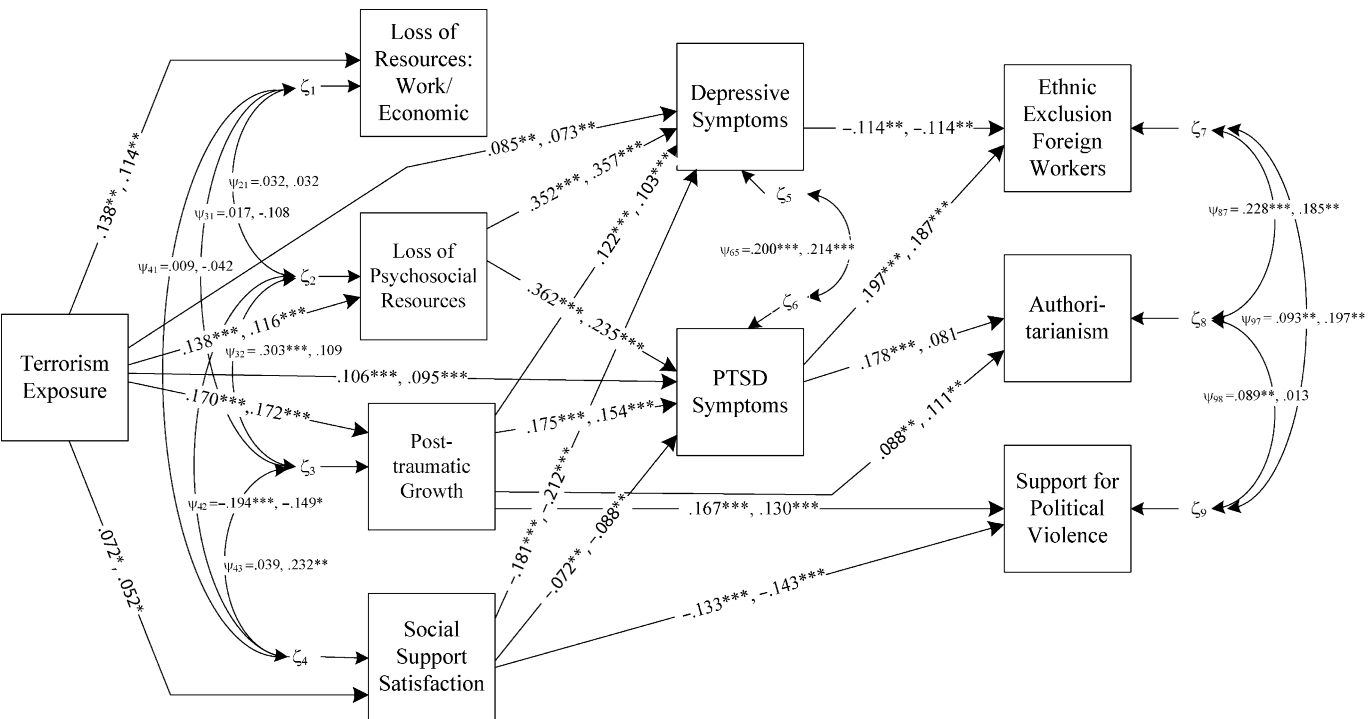 Loss of
Resources:
Work/
Economic
ζ1
Depressive
Symptoms
Ethnic
Exclusion
Foreign
Workers
ζ7
.138**, .114**
.085**, .073**
.352***, .357***
.122***, .103***
−.114**, −.114**
ψ21=.032, .032
ψ31=.017, -.108
ψ41=.009, -.042
ζ5
ψ65=.200***, .214***
ζ6
.197***, .187***
ψ87= .228***, .185**
ζ2
Loss of
Psychosocial
Resources
.138***, .116***
ψ32=.303***, .109
.362***, .235***
Terrorism
Exposure
.106***, .095***
.170***,.172***
PTSD
Symptoms
.178***, .081
Authori-
tarianism
ζ8
ψ97= .093**, .197**
ψ98=.089**, .013
ζ3
Post-
traumatic
Growth
.175***, .154***
.088**, .111**
.167***, .130***
Support for
Political
Violence
ζ9
ψ42=−.194***, −.149*
ψ43=.039, .232**
.072*, .052*
-.181***, -.212***
-.072**, -.088**
−.133***, −.143***
ζ4
Social
Support
Satisfaction